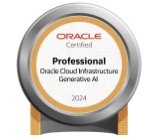 ORACLE
Certified
Professional
Oracle Cloud Infrastructure
Generative AI
2024